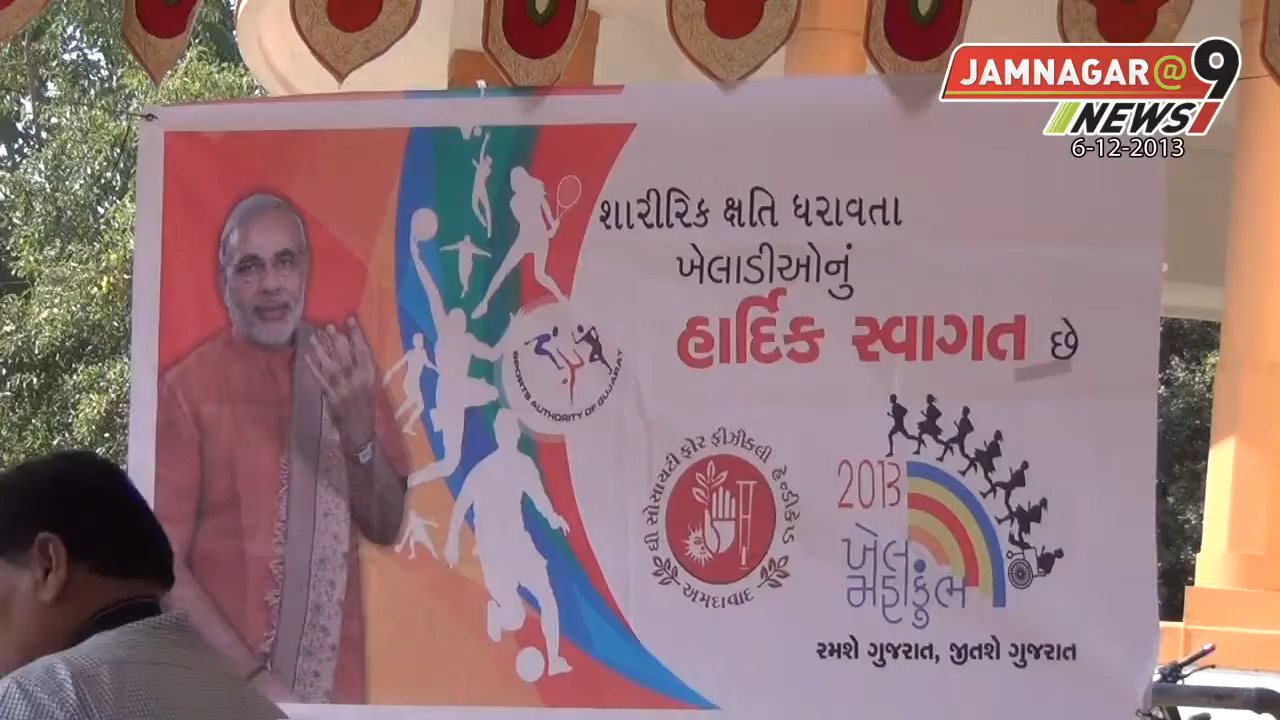 JAMNAGAR@9
NEWS
6-12-2013
શારીરિક ક્ષતિ ધરાવતા
ખેલાડીઓનું
હાર્દિક સ્વાગત છે
SPORTS AUTHORITY OF GUJARAT
ધી સોસાયટી ફોર ફીઝીકલી હેન્ડીકેપ્ડ
અમદાવાદ
2013
ખેલ
મહાકુંભ
રમશે ગુજરાત, જીતશે ગુજરાત